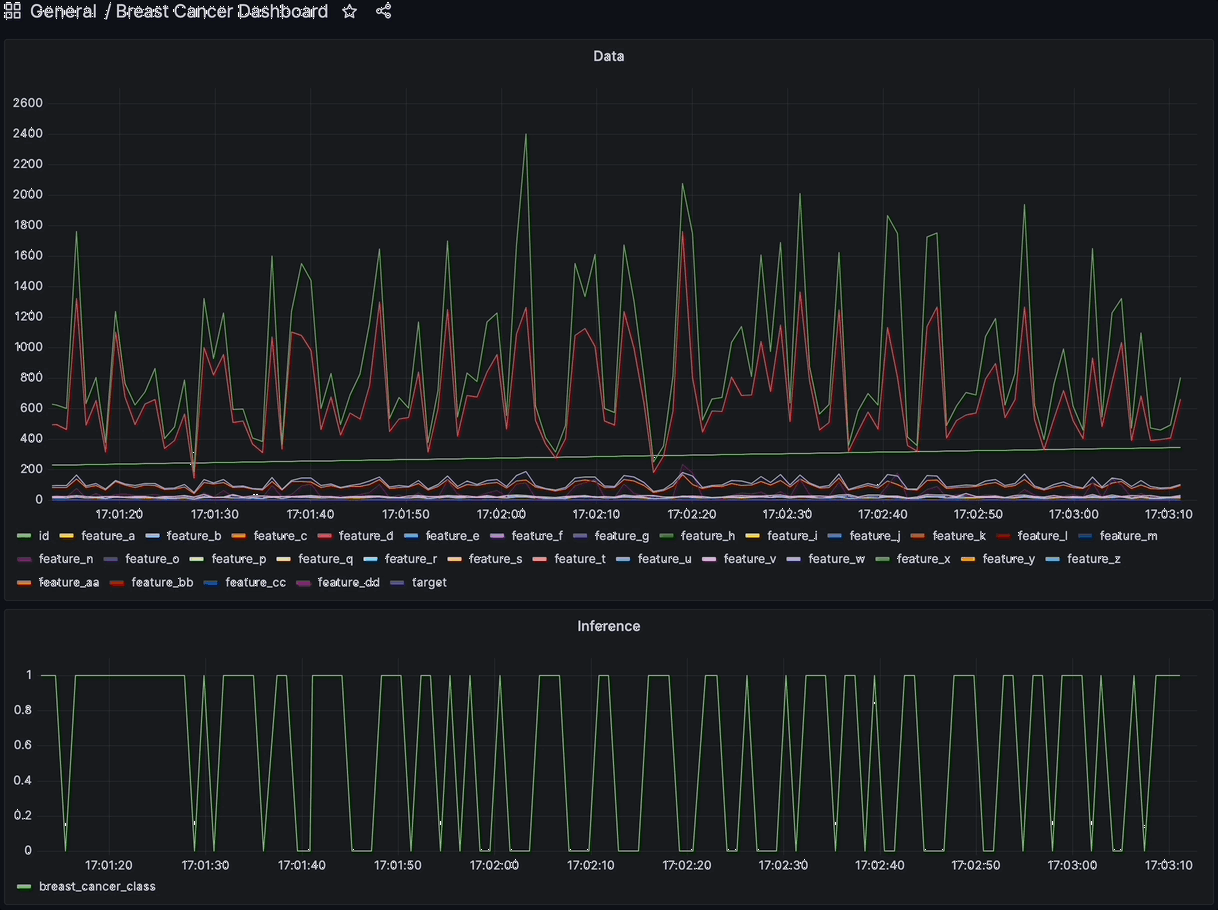 General / Breast Cancer Dashboard
Data
2600
2400
2200
2000
1800
1600
1400
1200
1000
800
600
400
200
0
17:01:20 17:01:30 17:01:40 17:01:50 17:02:00 17:02:10 17:02:20 17:02:30 17:02:40 17:02:50 17:03:00 17:03:10
id feature_a feature_b feature_c feature_d feature_e feature_f feature_g feature_h feature_i feature_j feature_k feature_l feature_m
feature_n feature_o feature_p feature_q feature_r feature_s feature_t feature_u feature_v feature_w feature_x feature_y feature_z
feature_aa feature_bb feature_cc feature_dd target
Inference
1
0.8
0.6
0.4
0.2
0
17:01:20 17:01:30 17:01:40 17:01:50 17:02:00 17:02:10 17:02:20 17:02:30 17:02:40 17:02:50 17:03:00 17:03:10
breast_cancer_class